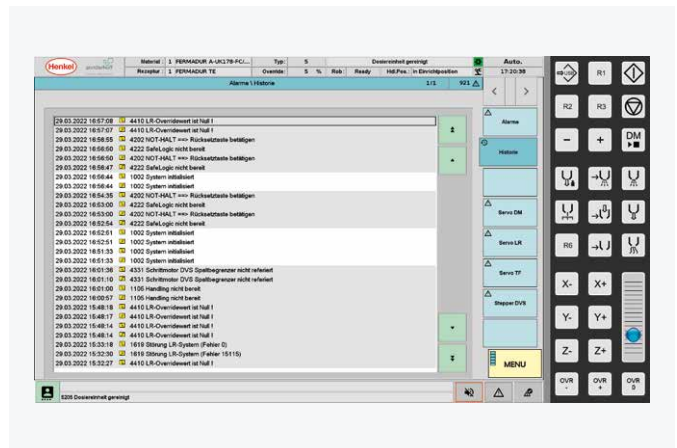 Henkel
Material : 1 FERMADUR A-UK178-FC/... Typ: 5 Dosiereinheit gereinigt Auto.
Rezeptur : 1 FERMADUR TE Override: 5 % Rob: Ready Hdl.Pos.: In Einrichtposition 17:20:38
Alarme \ Historie 1/1 921
29.03.2022 16:57:08 4410 LR-Overridewert ist Null !
29.03.2022 16:57:07 4410 LR-Overridewert ist Null !
29.03.2022 16:56:55 4202 NOT-HALT ==> Rücksetztaste betätigen
29.03.2022 16:56:50 4222 SafeLogic nicht bereit
29.03.2022 16:56:50 4202 NOT-HALT ==> Rücksetztaste betätigen
29.03.2022 16:56:47 4222 SafeLogic nicht bereit
29.03.2022 16:56:44 1002 System initialisiert
29.03.2022 16:56:44 1002 System initialisiert
29.03.2022 16:54:35 4202 NOT-HALT ==> Rücksetztaste betätigen
29.03.2022 16:53:00 4222 SafeLogic nicht bereit
29.03.2022 16:53:00 4202 NOT-HALT ==> Rücksetztaste betätigen
29.03.2022 16:52:54 4222 SafeLogic nicht bereit
29.03.2022 16:52:51 1002 System initialisiert
29.03.2022 16:52:51 1002 System initialisiert
29.03.2022 16:51:33 1002 System initialisiert
29.03.2022 16:51:33 1002 System initialisiert
29.03.2022 16:01:36 4331 Schrittmotor DVS Spaltbegrenzer nicht referiert
29.03.2022 16:01:10 4331 Schrittmotor DVS Spaltbegrenzer nicht referiert
29.03.2022 16:01:00 1106 Handling nicht bereit
29.03.2022 16:00:57 1106 Handling nicht bereit
29.03.2022 15:48:18 4410 LR-Overridewert ist Null !
29.03.2022 15:48:17 4410 LR-Overridewert ist Null !
29.03.2022 15:48:14 4410 LR-Overridewert ist Null !
29.03.2022 15:48:14 4410 LR-Overridewert ist Null !
29.03.2022 15:33:18 1619 Störung LR-System (Fehler 0)
29.03.2022 15:32:30 1619 Störung LR-System (Fehler 15115)
29.03.2022 15:32:27 4410 LR-Overridewert ist Null !
Alarme
Historie
Servo DM
Servo LR
Servo TF
Stepper DVS
MENU
5205 Dosiereinheit gereinigt
USB R1
R2 R3
- + DM
R6
X- X+
Y- Y+
Z- Z+
OVR - OVR + OVR 0